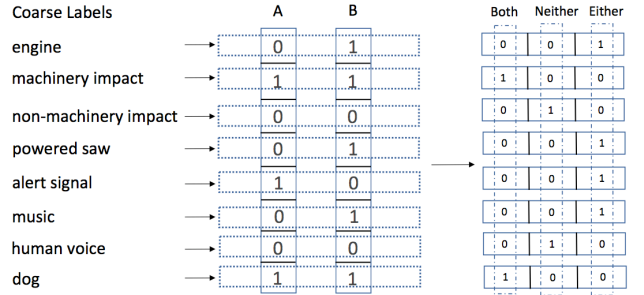 Coarse Labels A B Both Neither Either
engine 0 1 0 0 1
machinery impact 1 1 1 0 0
non-machinery impact 0 0 0 1 0
powered saw 0 1 0 0 1
alert signal 1 0 0 0 1
music 0 1 0 0 1
human voice 0 0 0 1 0
dog 1 1 1 0 0